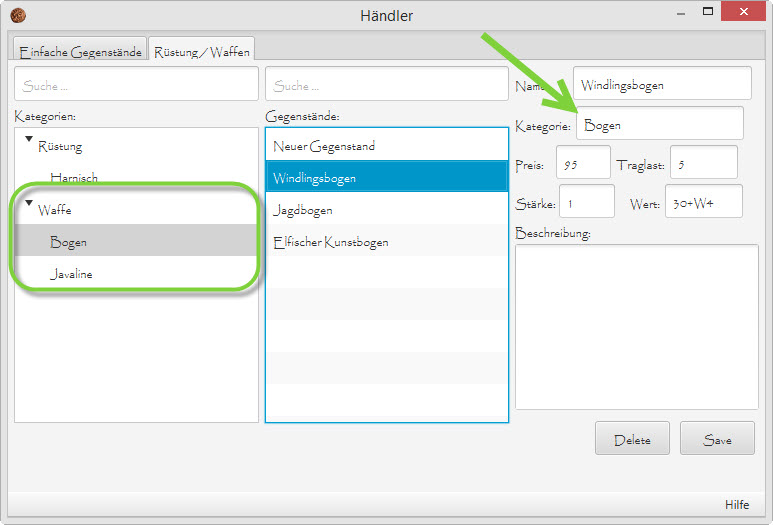 Händler
Einfache Gegenstände
Rüstung/Waffen
Suche ...
Kategorien:
Rüstung
Harnisch
Waffe
Bogen
Javaline
Suche ...
Gegenstände:
Neuer Gegenstand
Windlingsbogen
Jagdbogen
Elfischer Kunstbogen
Name: Windlingsbogen
Kategorie: Bogen
Preis: 95 Traglast: 5
Stärke: 1 Wert: 30+W4
Beschreibung:
Delete Save
Hilfe